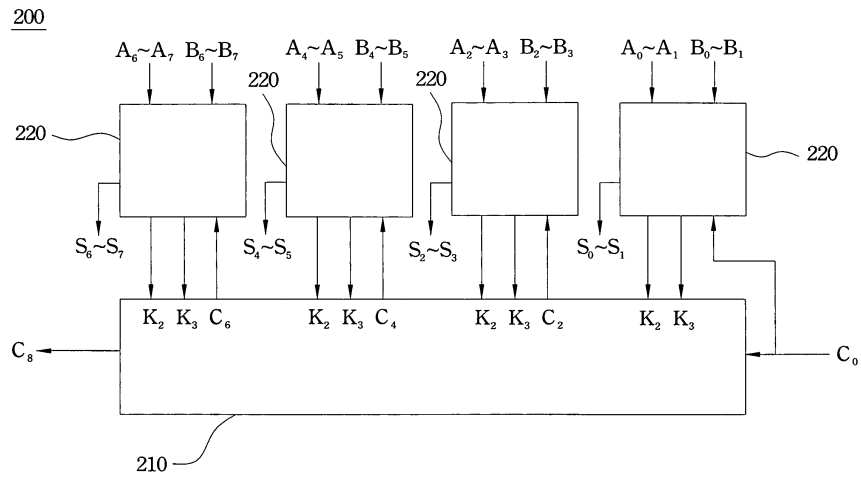 200
A₆~A₇ B₆~B₇ A₄~A₅ B₄~B₅ A₂~A₃ B₂~B₃ A₀~A₁ B₀~B₁
220 220 220 220
S₆~S₇ S₄~S₅ S₂~S₃ S₀~S₁
K₂ K₃ C₆ K₂ K₃ C₄ K₂ K₃ C₂ K₂ K₃
C₈ C₀
210